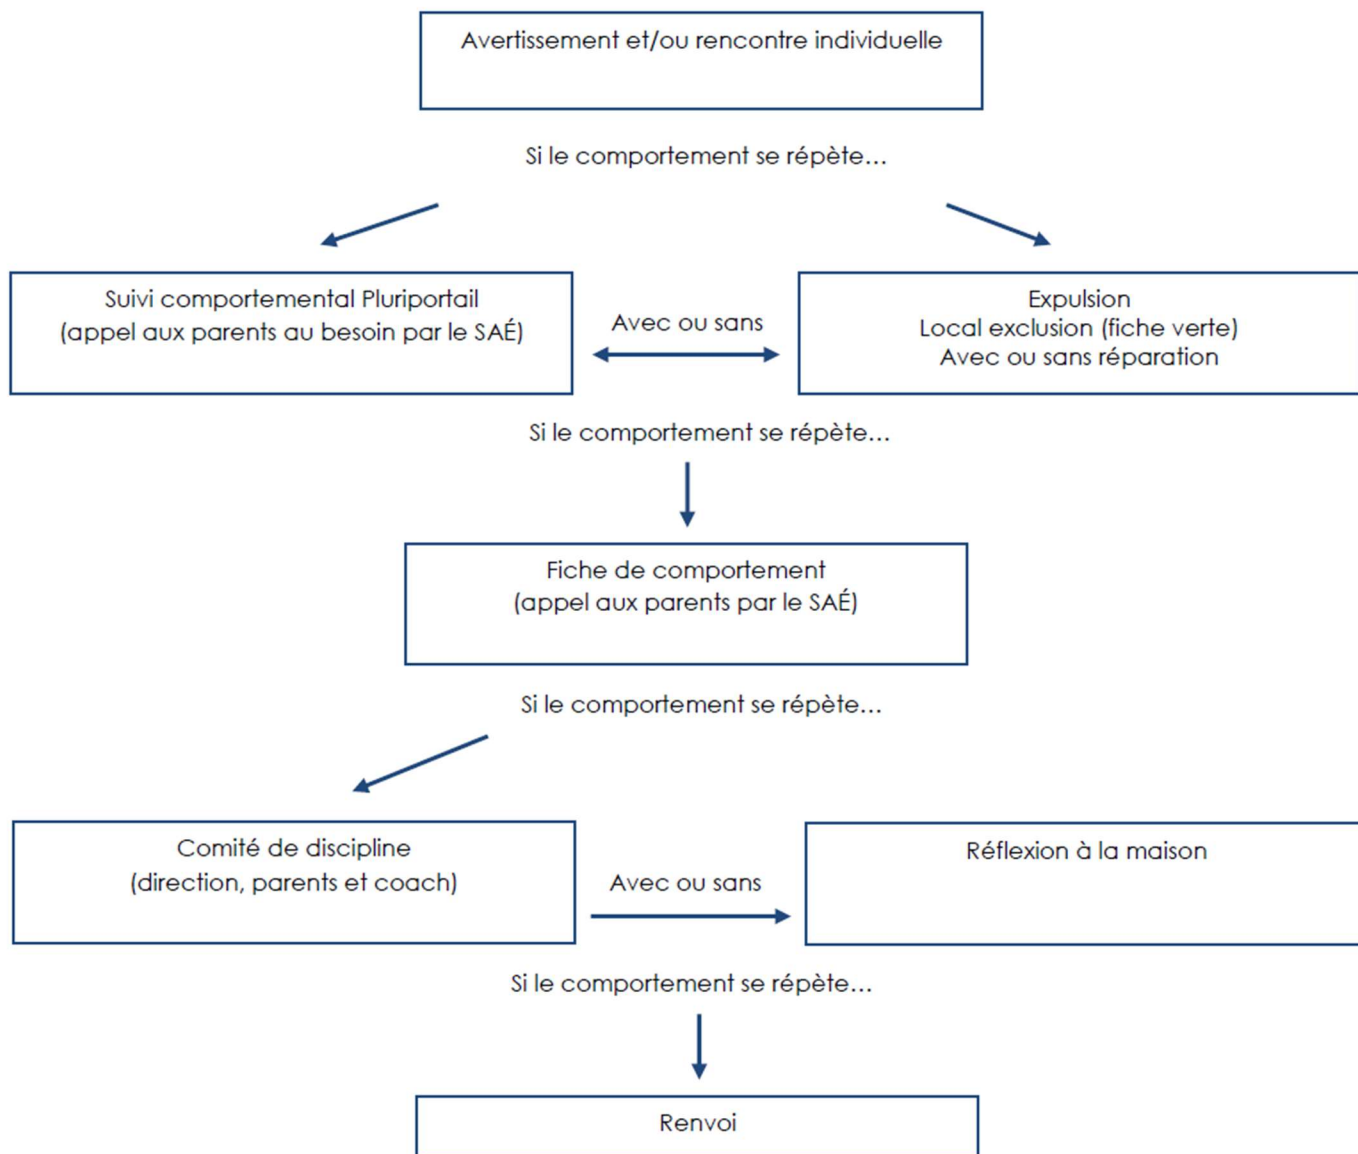 Avertissement et/ou rencontre individuelle
Si le comportement se répète…
Suivi comportemental Pluriportail
(appel aux parents au besoin par le SAÉ)
Avec ou sans
Expulsion
Local exclusion (fiche verte)
Avec ou sans réparation
Si le comportement se répète…
Fiche de comportement
(appel aux parents par le SAÉ)
Si le comportement se répète…
Comité de discipline
(direction, parents et coach)
Avec ou sans
Réflexion à la maison
Si le comportement se répète…
Renvoi